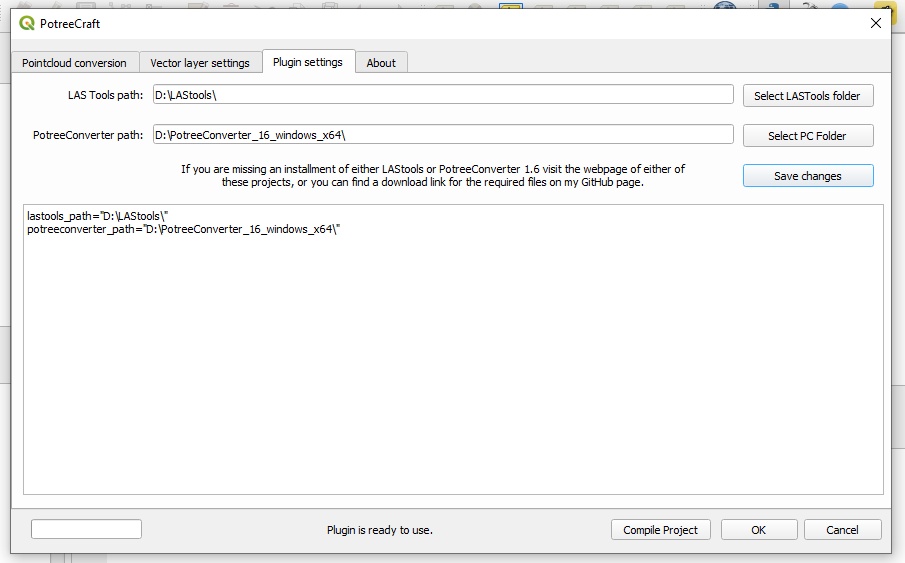 PotreeCraft
Pointcloud conversion
Vector layer settings
Plugin settings
About
LAS Tools path:
D:\LAStools\
Select LASTools folder
PotreeConverter path:
D:\PotreeConverter_16_windows_x64\
Select PC Folder
If you are missing an installment of either LAStools or PotreeConverter 1.6 visit the webpage of either of
these projects, or you can find a download link for the required files on my GitHub page.
Save changes
lastools_path="D:\LAStools\"
potreeconverter_path="D:\PotreeConverter_16_windows_x64\"
Plugin is ready to use.
Compile Project
OK
Cancel